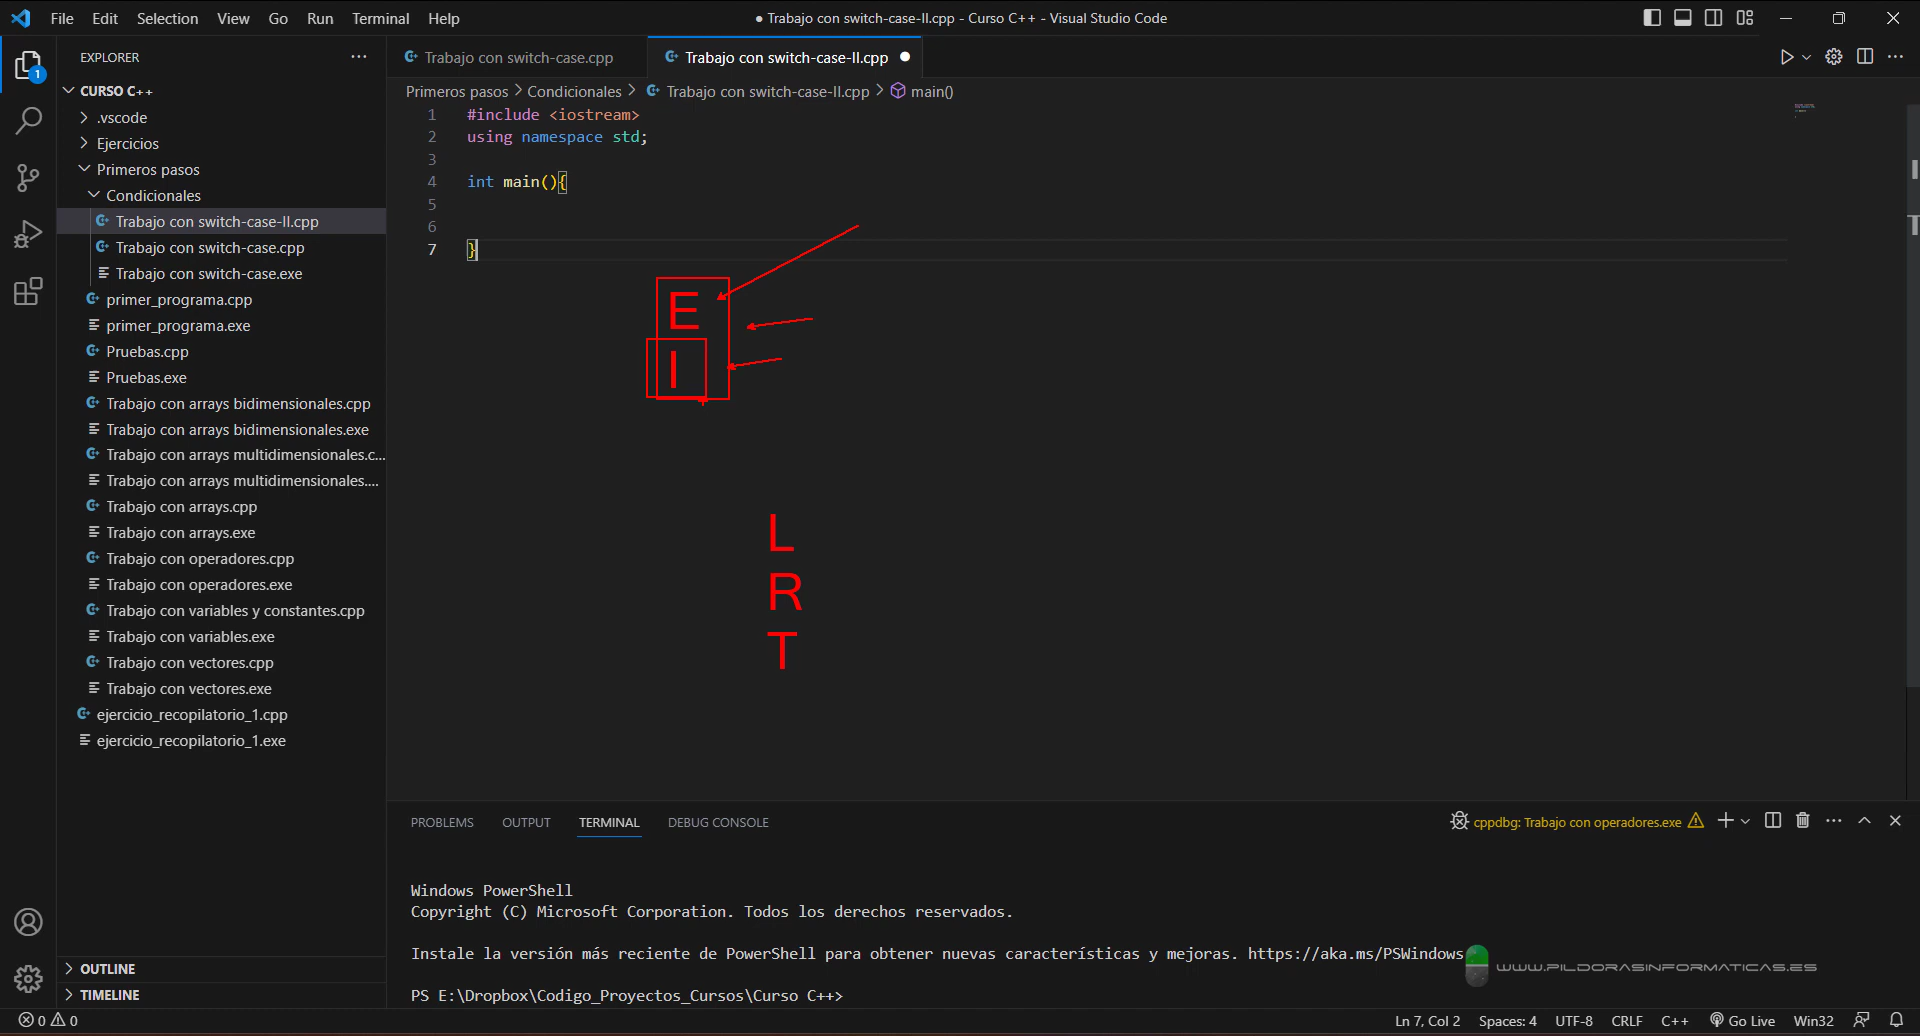 File Edit Selection View Go Run Terminal Help
● Trabajo con switch-case-II.cpp - Curso C++ - Visual Studio Code
EXPLORER
1
CURSO C++
.vscode
Ejercicios
Primeros pasos
Condicionales
Trabajo con switch-case-II.cpp
Trabajo con switch-case.cpp
Trabajo con switch-case.exe
primer_programa.cpp
primer_programa.exe
Pruebas.cpp
Pruebas.exe
Trabajo con arrays bidimensionales.cpp
Trabajo con arrays bidimensionales.exe
Trabajo con arrays multidimensionales.c...
Trabajo con arrays multidimensionales....
Trabajo con arrays.cpp
Trabajo con arrays.exe
Trabajo con operadores.cpp
Trabajo con operadores.exe
Trabajo con variables y constantes.cpp
Trabajo con variables.exe
Trabajo con vectores.cpp
Trabajo con vectores.exe
ejercicio_recopilatorio_1.cpp
ejercicio_recopilatorio_1.exe
OUTLINE
TIMELINE
Trabajo con switch-case.cpp
Trabajo con switch-case-II.cpp
Primeros pasos > Condicionales > Trabajo con switch-case-II.cpp > main()
1 #include <iostream>
2 using namespace std;
3
4 int main(){
5
6
7 }
E
I
L
R
T
PROBLEMS OUTPUT TERMINAL DEBUG CONSOLE
cppdbg: Trabajo con operadores.exe
Windows PowerShell
Copyright (C) Microsoft Corporation. Todos los derechos reservados.
Instale la versión más reciente de PowerShell para obtener nuevas características y mejoras. https://aka.ms/PSWindows
WWW.PILDORASINFORMATICAS.ES
PS E:\Dropbox\Codigo_Proyectos_Cursos\Curso C++>
0 0
Ln 7, Col 2 Spaces: 4 UTF-8 CRLF C++ Go Live Win32